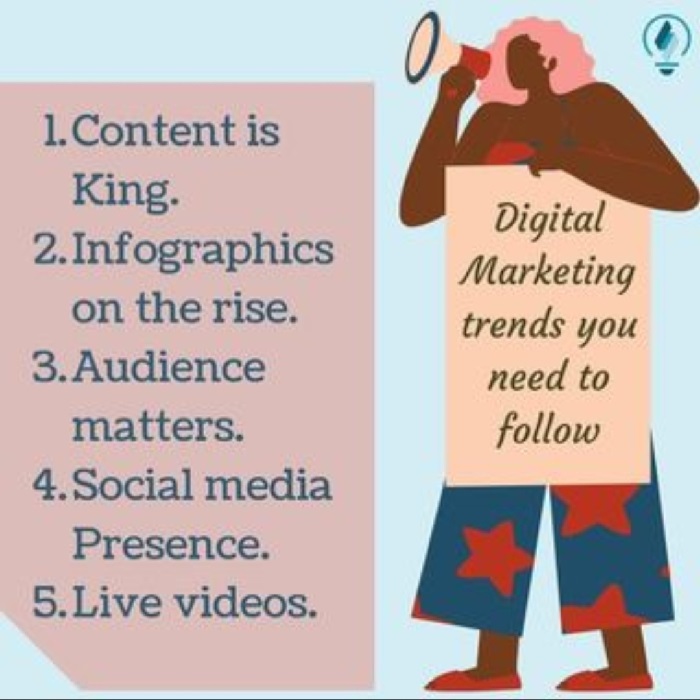 1. Content is
King.
2. Infographics
on the rise.
3. Audience
matters.
4. Social media
Presence.
5. Live videos.
Digital
Marketing
trends you
need to
follow